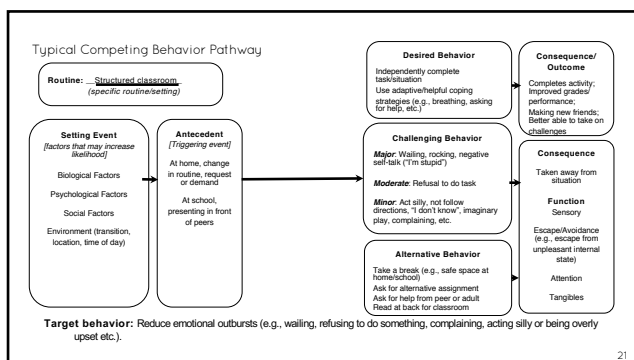 Typical Competing Behavior Pathway
Routine: __Structured classroom_
(specific routine/setting)
Setting Event
[factors that may increase
likelihood]
Biological Factors
Psychological Factors
Social Factors
Environment (transition,
location, time of day)
Antecedent
[Triggering event]
At home, change
in routine, request
or demand
At school,
presenting in front
of peers
Desired Behavior
Independently complete
task/situation
Use adaptive/helpful coping
strategies (e.g., breathing, asking
for help, etc.)
Consequence/
Outcome
Completes activity;
Improved grades/
performance;
Making new friends;
Better able to take on
challenges
Challenging Behavior
Major: Wailing, rocking, negative
self-talk ("I'm stupid")
Moderate: Refusal to do task
Minor: Act silly, not follow
directions, "I don't know", imaginary
play, complaining, etc.
Consequence
Taken away from
situation
Function
Sensory
Escape/Avoidance
(e.g., escape from
unpleasant internal
state)
Attention
Tangibles
Alternative Behavior
Take a break (e.g., safe space at
home/school)
Ask for alternative assignment
Ask for help from peer or adult
Read at back for classroom
Target behavior: Reduce emotional outbursts (e.g., wailing, refusing to do something, complaining, acting silly or being overly
upset etc.).
21